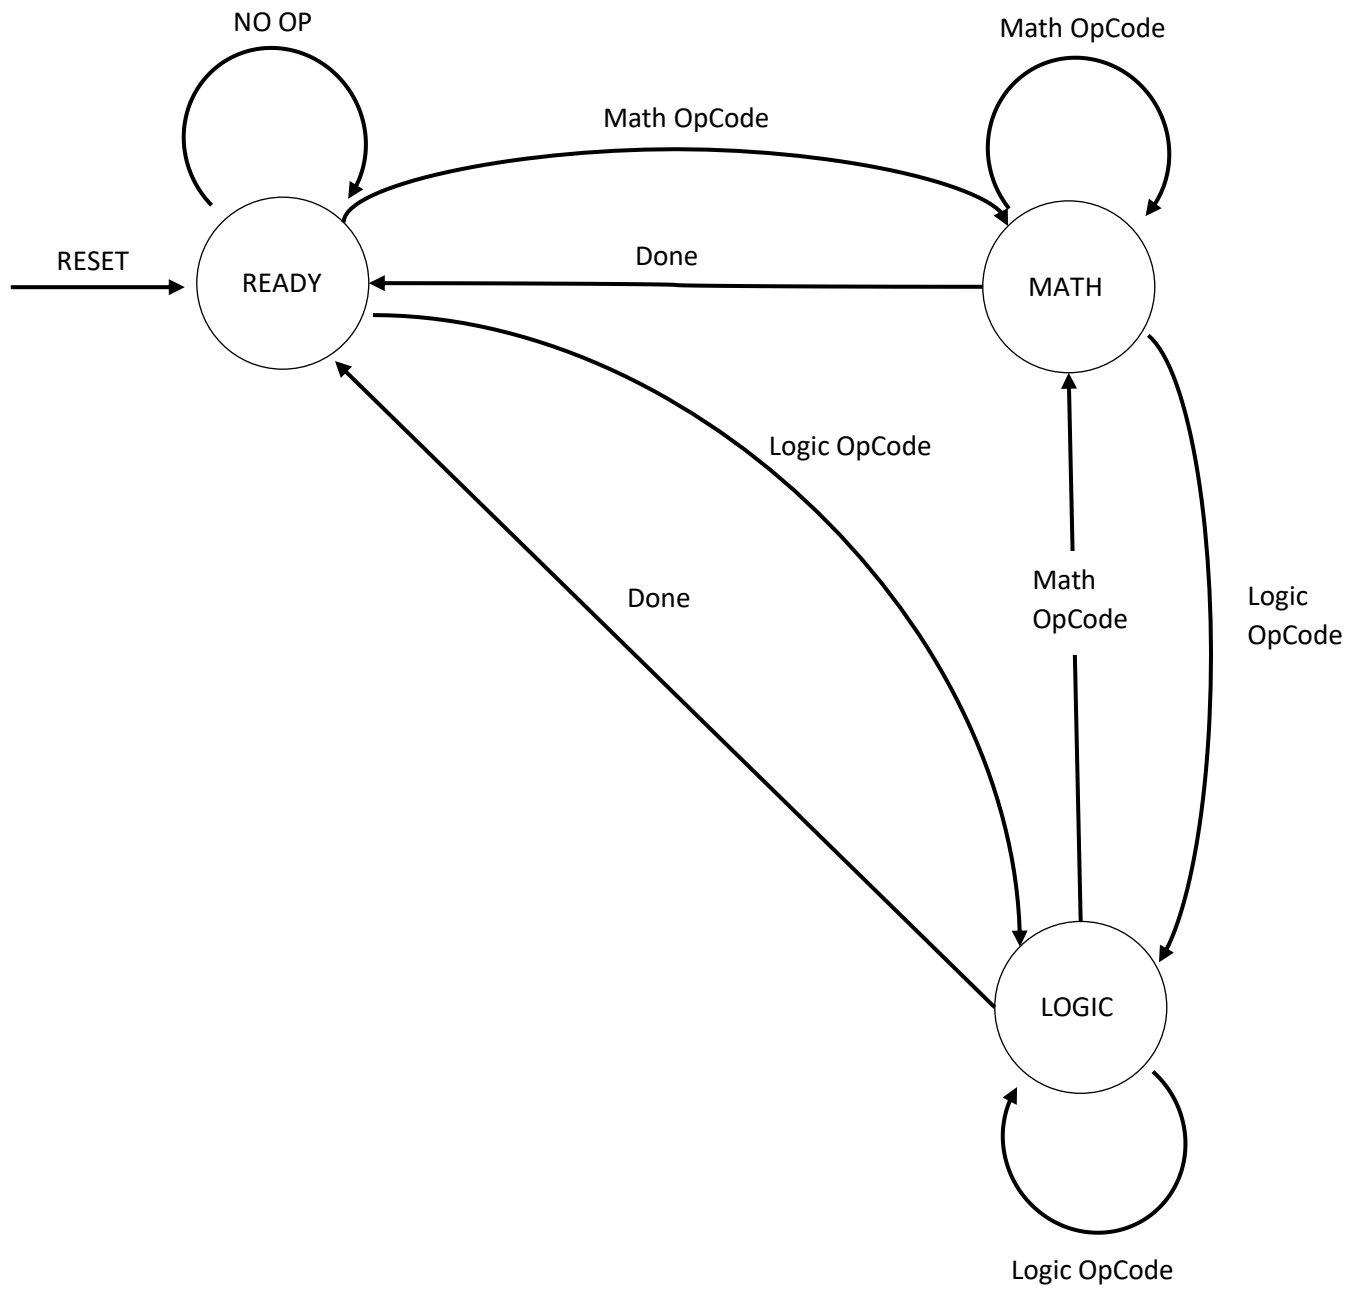 NO OP
Math OpCode
Math OpCode
RESET
Done
READY
MATH
Logic OpCode
Done
Math
OpCode
Logic
OpCode
LOGIC
Logic OpCode